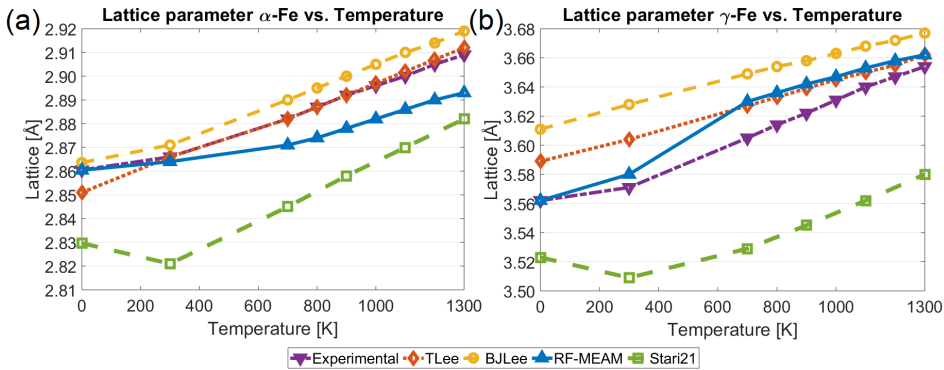 (a)
Lattice parameter α-Fe vs. Temperature
2.92
2.91
2.90
2.89
2.88
2.87
2.86
2.85
2.83
2.82
2.81
Lattice [Å]
0 200 400 600 800 1000 1300
Temperature [K]
(b)
Lattice parameter γ-Fe vs. Temperature
3.68
3.66
3.64
3.62
3.60
3.58
3.56
3.54
3.52
3.50
Lattice [Å]
0 200 400 600 800 1000 1300
Temperature [K]
Experimental TLee BJLee RF-MEAM Stari21